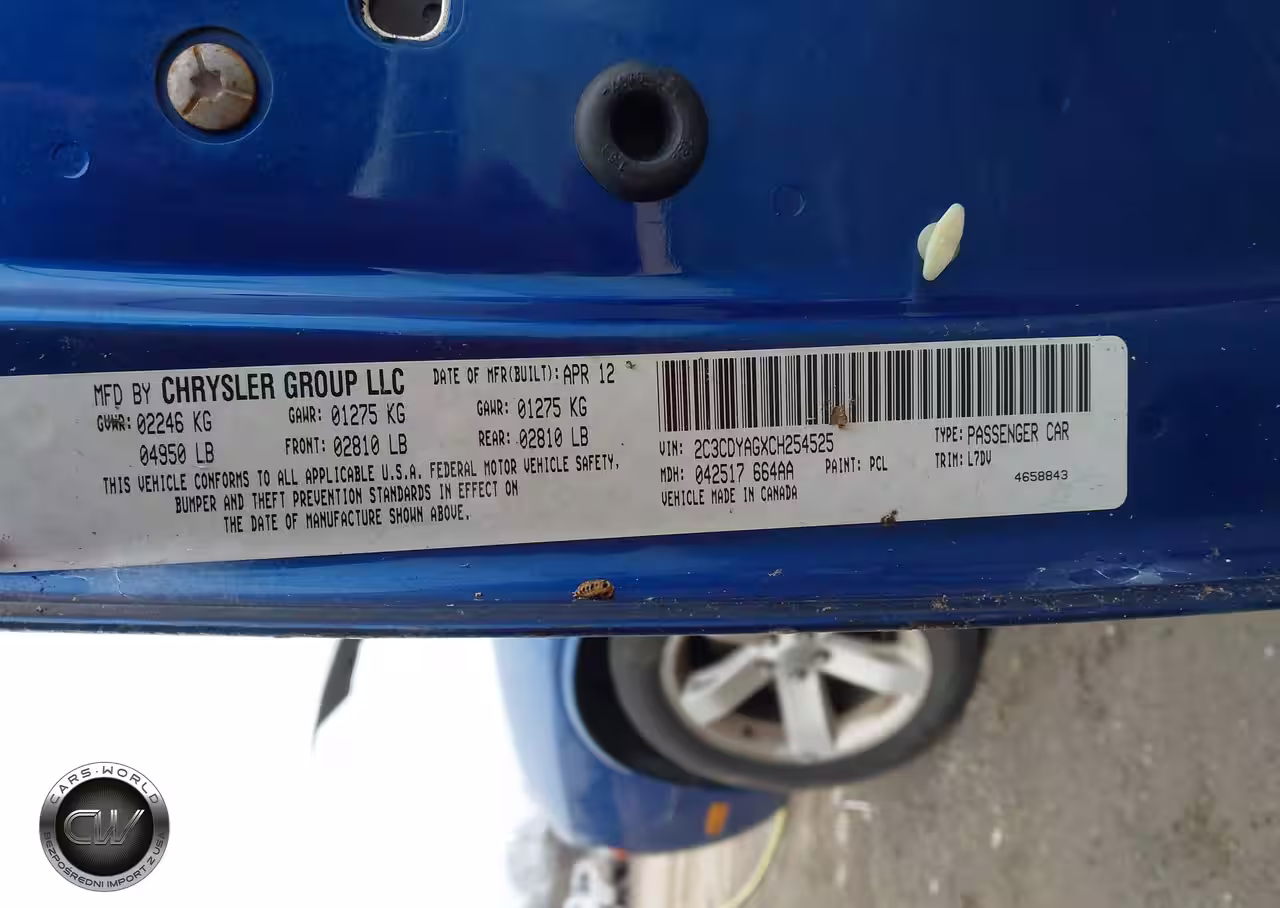 MFD BY CHRYSLER GROUP LLC DATE OF MFR(BUILT): APR 12
GVWR: 02246 KG GAWR: 01275 KG GAWR: 01275 KG
04950 LB FRONT: 02810 LB REAR: 02810 LB
THIS VEHICLE CONFORMS TO ALL APPLICABLE U.S.A. FEDERAL MOTOR VEHICLE SAFETY,
BUMPER AND THEFT PREVENTION STANDARDS IN EFFECT ON
THE DATE OF MANUFACTURE SHOWN ABOVE.
VIN: 2C3CDYAGXCH254525 TYPE: PASSENGER CAR
MDH: 042517 664AA PAINT: PCL TRIM: L7DV
VEHICLE MADE IN CANADA 4658843
CARS·WORLD
CW
BEZPOŚREDNI IMPORT Z USA